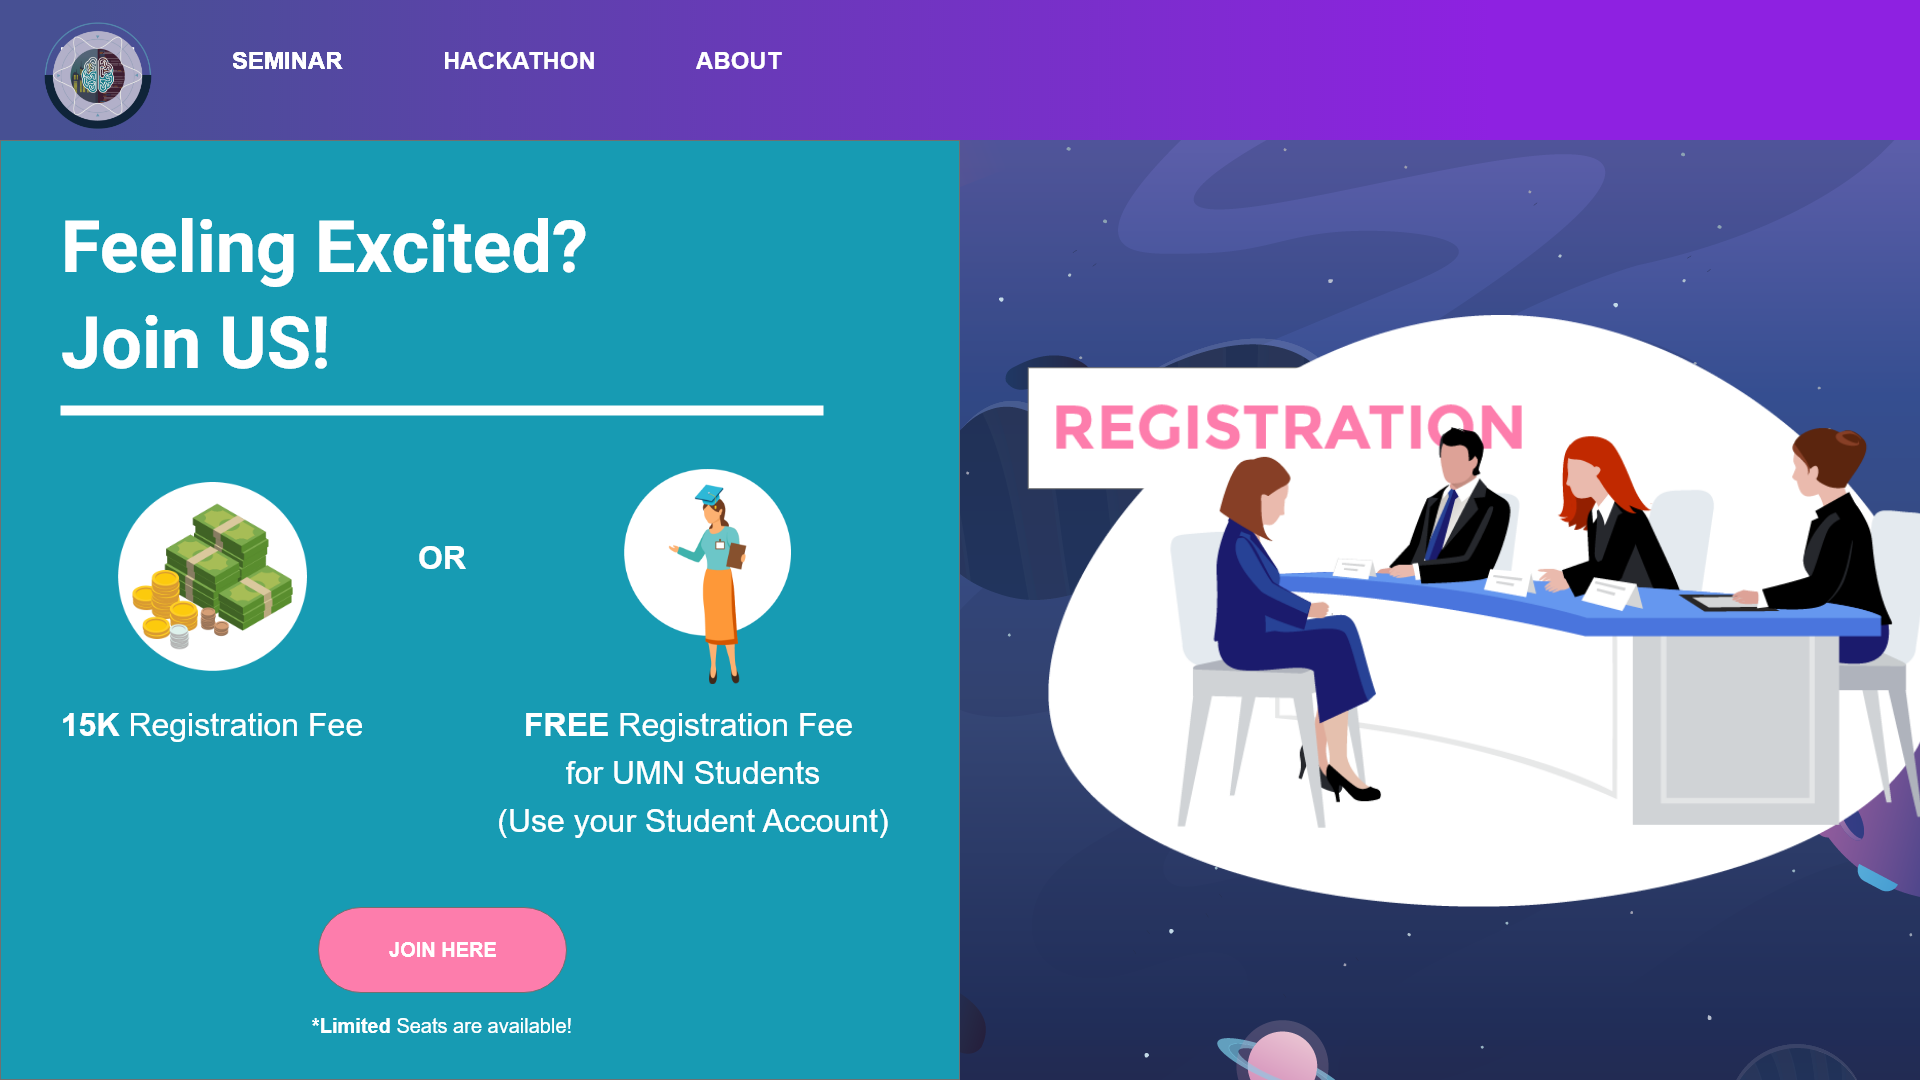 SEMINAR
HACKATHON
ABOUT
Feeling Excited?
Join US!
OR
15K Registration Fee
FREE Registration Fee
for UMN Students
(Use your Student Account)
JOIN HERE
*Limited Seats are available!
REGISTRATION